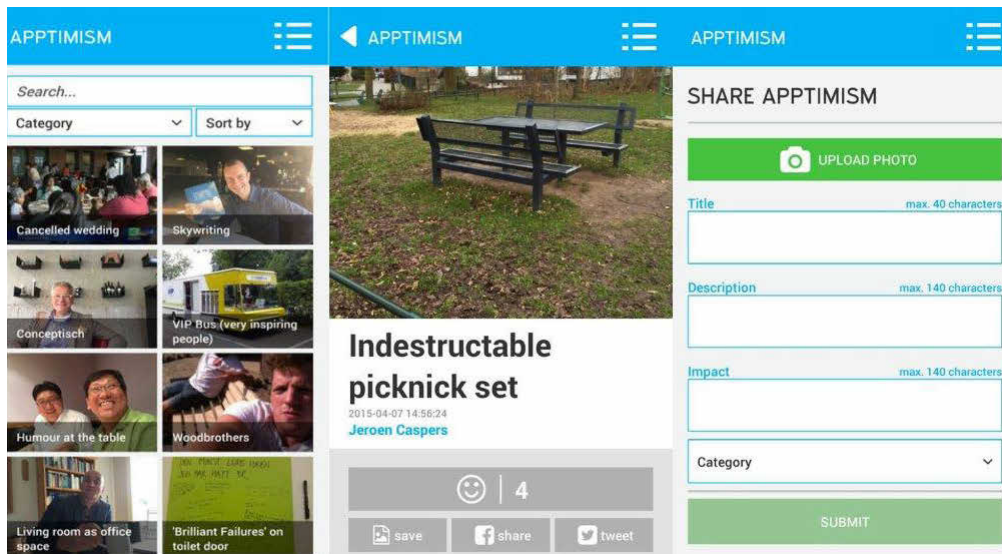 APPTIMISM
Search...
Category
Sort by
Cancelled wedding
Skywriting
Conceptisch
VIP Bus (very inspiring
people)
Humour at the table
Woodbrothers
Living room as office
space
'Brilliant Failures' on
toilet door
APPTIMISM
Indestructable
picknick set
2015-04-07 14:56:24
Jeroen Caspers
4
save
share
tweet
APPTIMISM
SHARE APPTIMISM
UPLOAD PHOTO
Title
max. 40 characters
Description
max. 140 characters
Impact
max. 140 characters
Category
SUBMIT